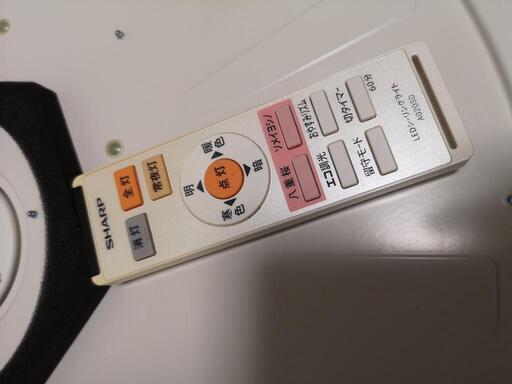 SHARP
全灯
消灯
常夜灯
明
暖色
点灯
寒色
暗
ソメイヨシノ
八重桜
おやすみリズム
エコ調光
切タイマー 60分
留守モード
LEDシーリングライト
A020SD